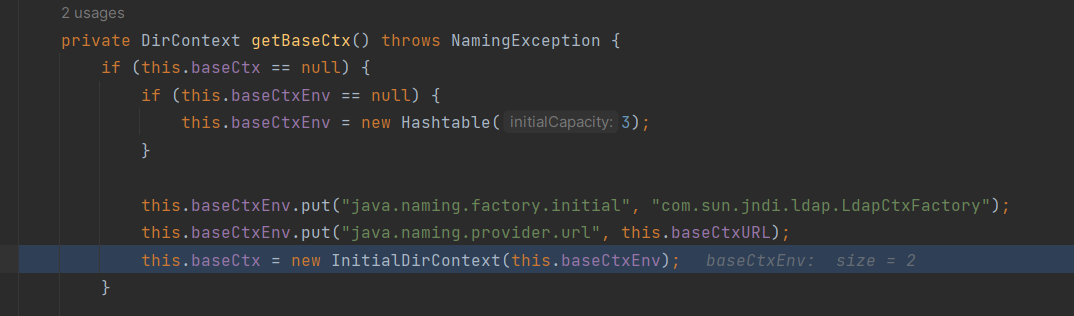 2 usages
private DirContext getBaseCtx() throws NamingException {
if (this.baseCtx == null) {
if (this.baseCtxEnv == null) {
this.baseCtxEnv = new Hashtable( initialCapacity: 3);
}
this.baseCtxEnv.put("java.naming.factory.initial", "com.sun.jndi.ldap.LdapCtxFactory");
this.baseCtxEnv.put("java.naming.provider.url", this.baseCtxURL);
this.baseCtx = new InitialDirContext(this.baseCtxEnv); baseCtxEnv: size = 2
}